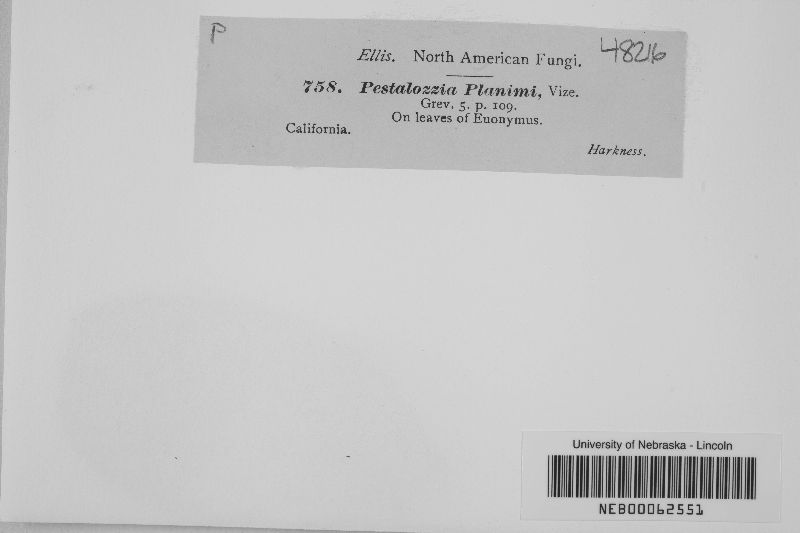 P
Ellis. North American Fungi. 48216
758. Pestalozzia Planimi, Vize.
Grev. 5. p. 109.
On leaves of Euonymus.
California.
Harkness.
University of Nebraska - Lincoln
NEB00062551